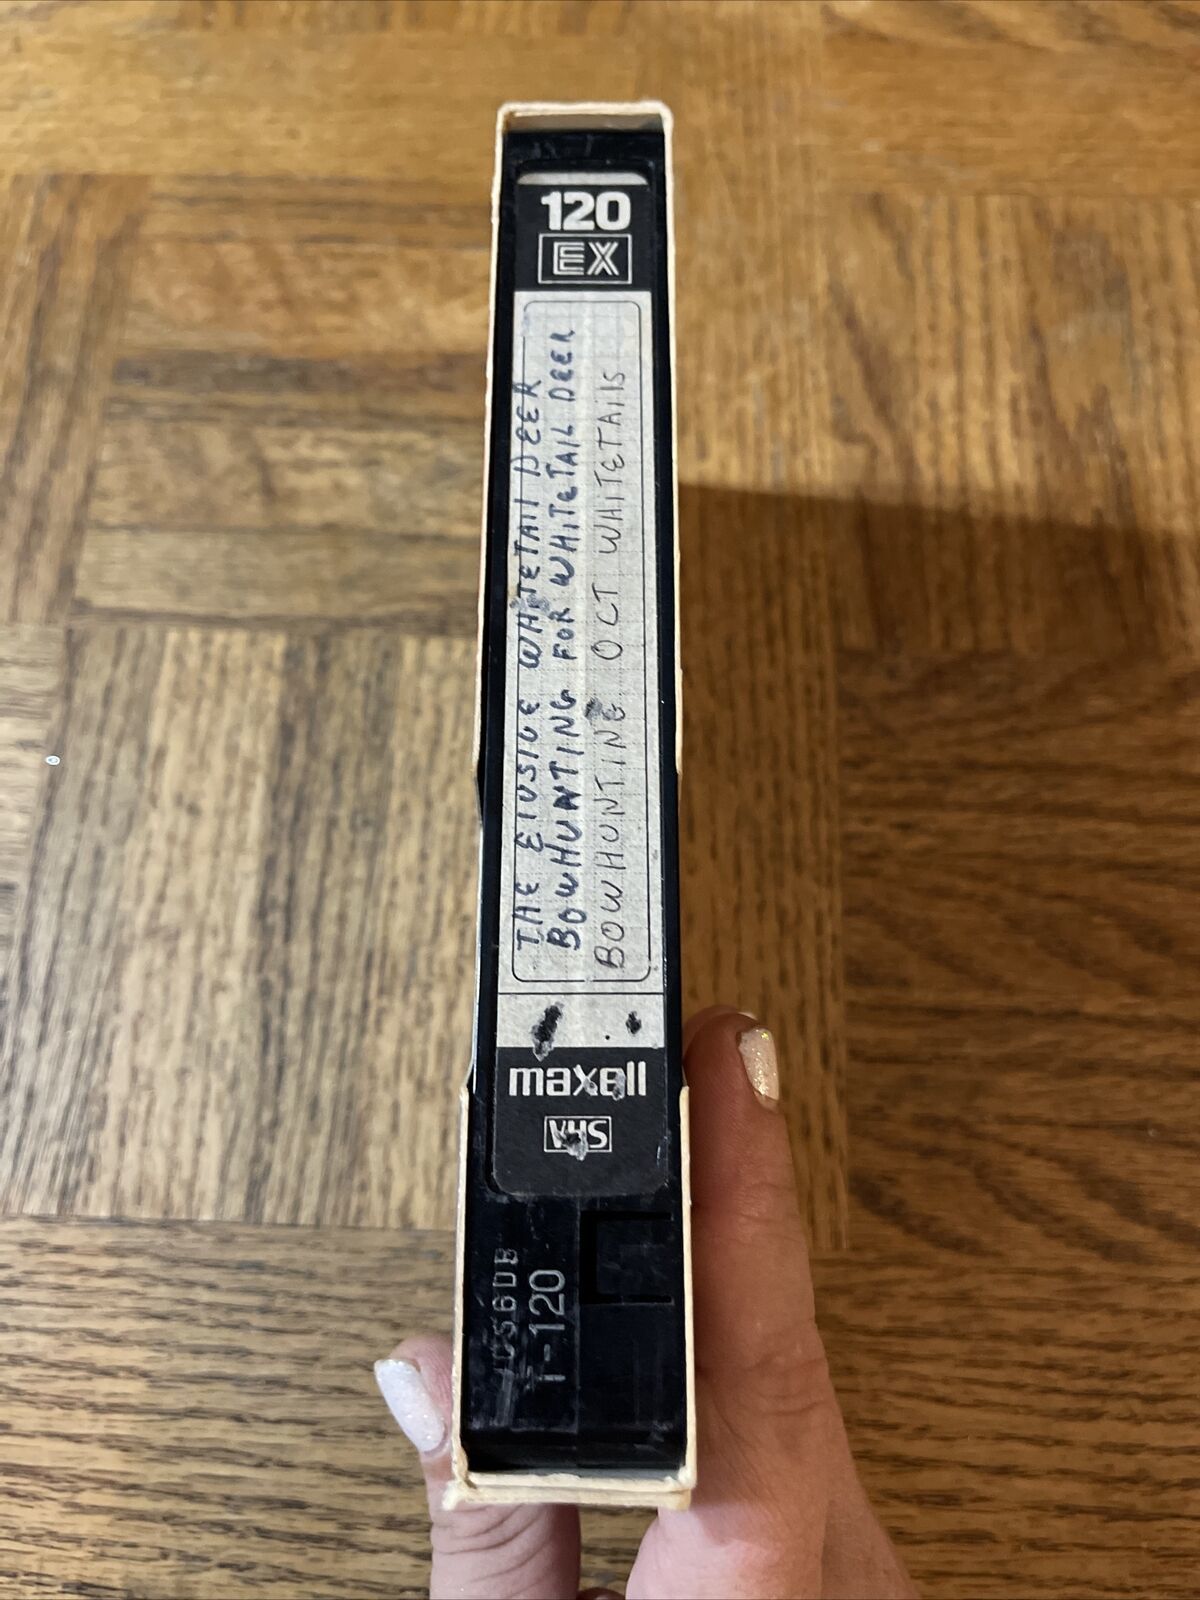 120
EX
THE ElUSIVE WHITETAIl DEER
BOWHUNTING FOR WHITETAIL DEER
BOWHUNTING OCT WHITETAIlS
maxell
VHS
T-120